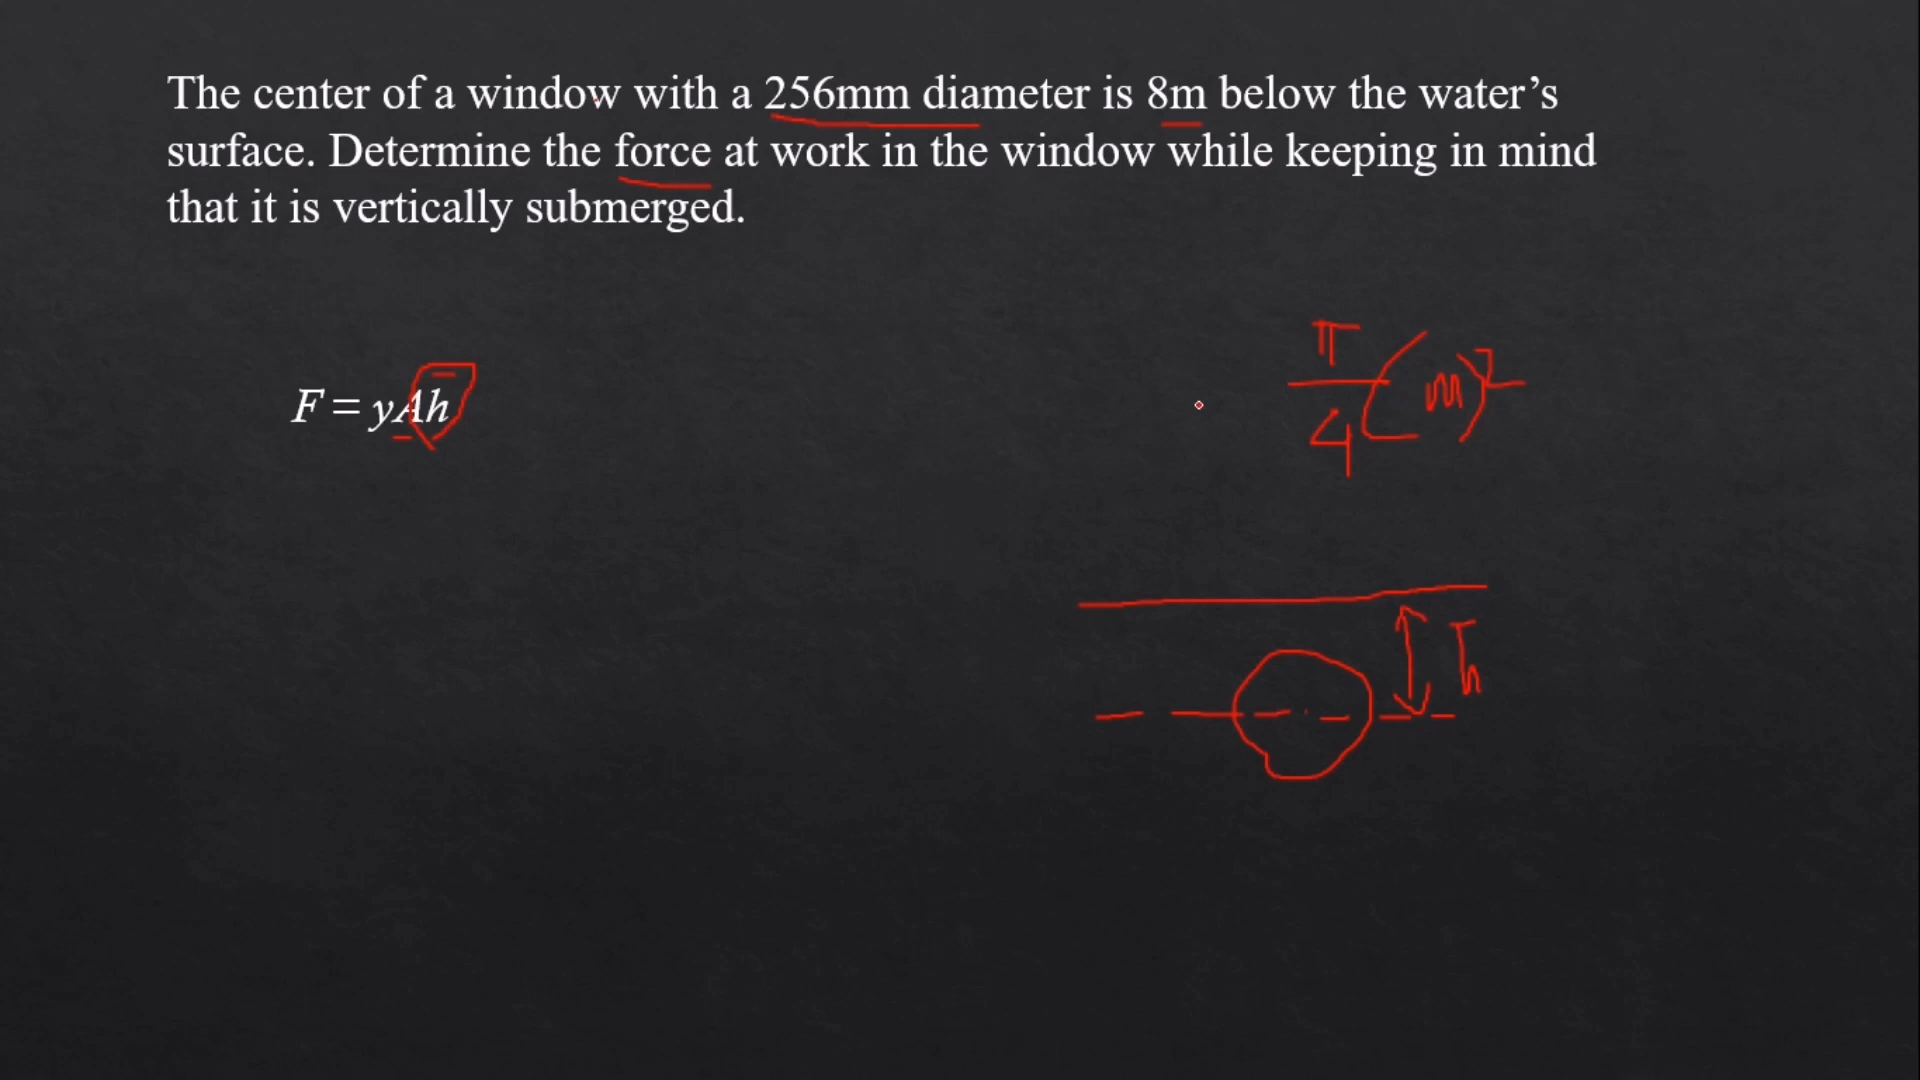 The center of a window with a 256mm diameter is 8m below the water’s
surface. Determine the force at work in the window while keeping in mind
that it is vertically submerged.
F = yAh
π
4
(m)²
h̄